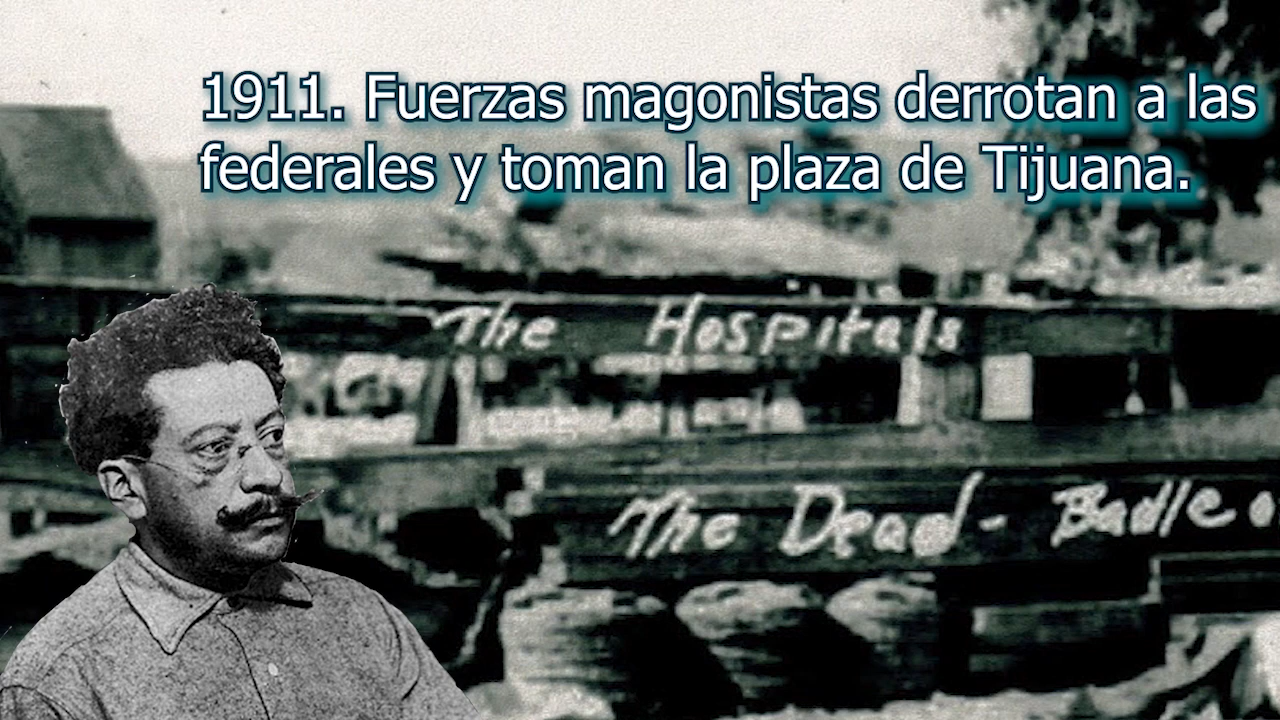 1911. Fuerzas magonistas derrotan a las
federales y toman la plaza de Tijuana.
The Hospitals
The Dead-